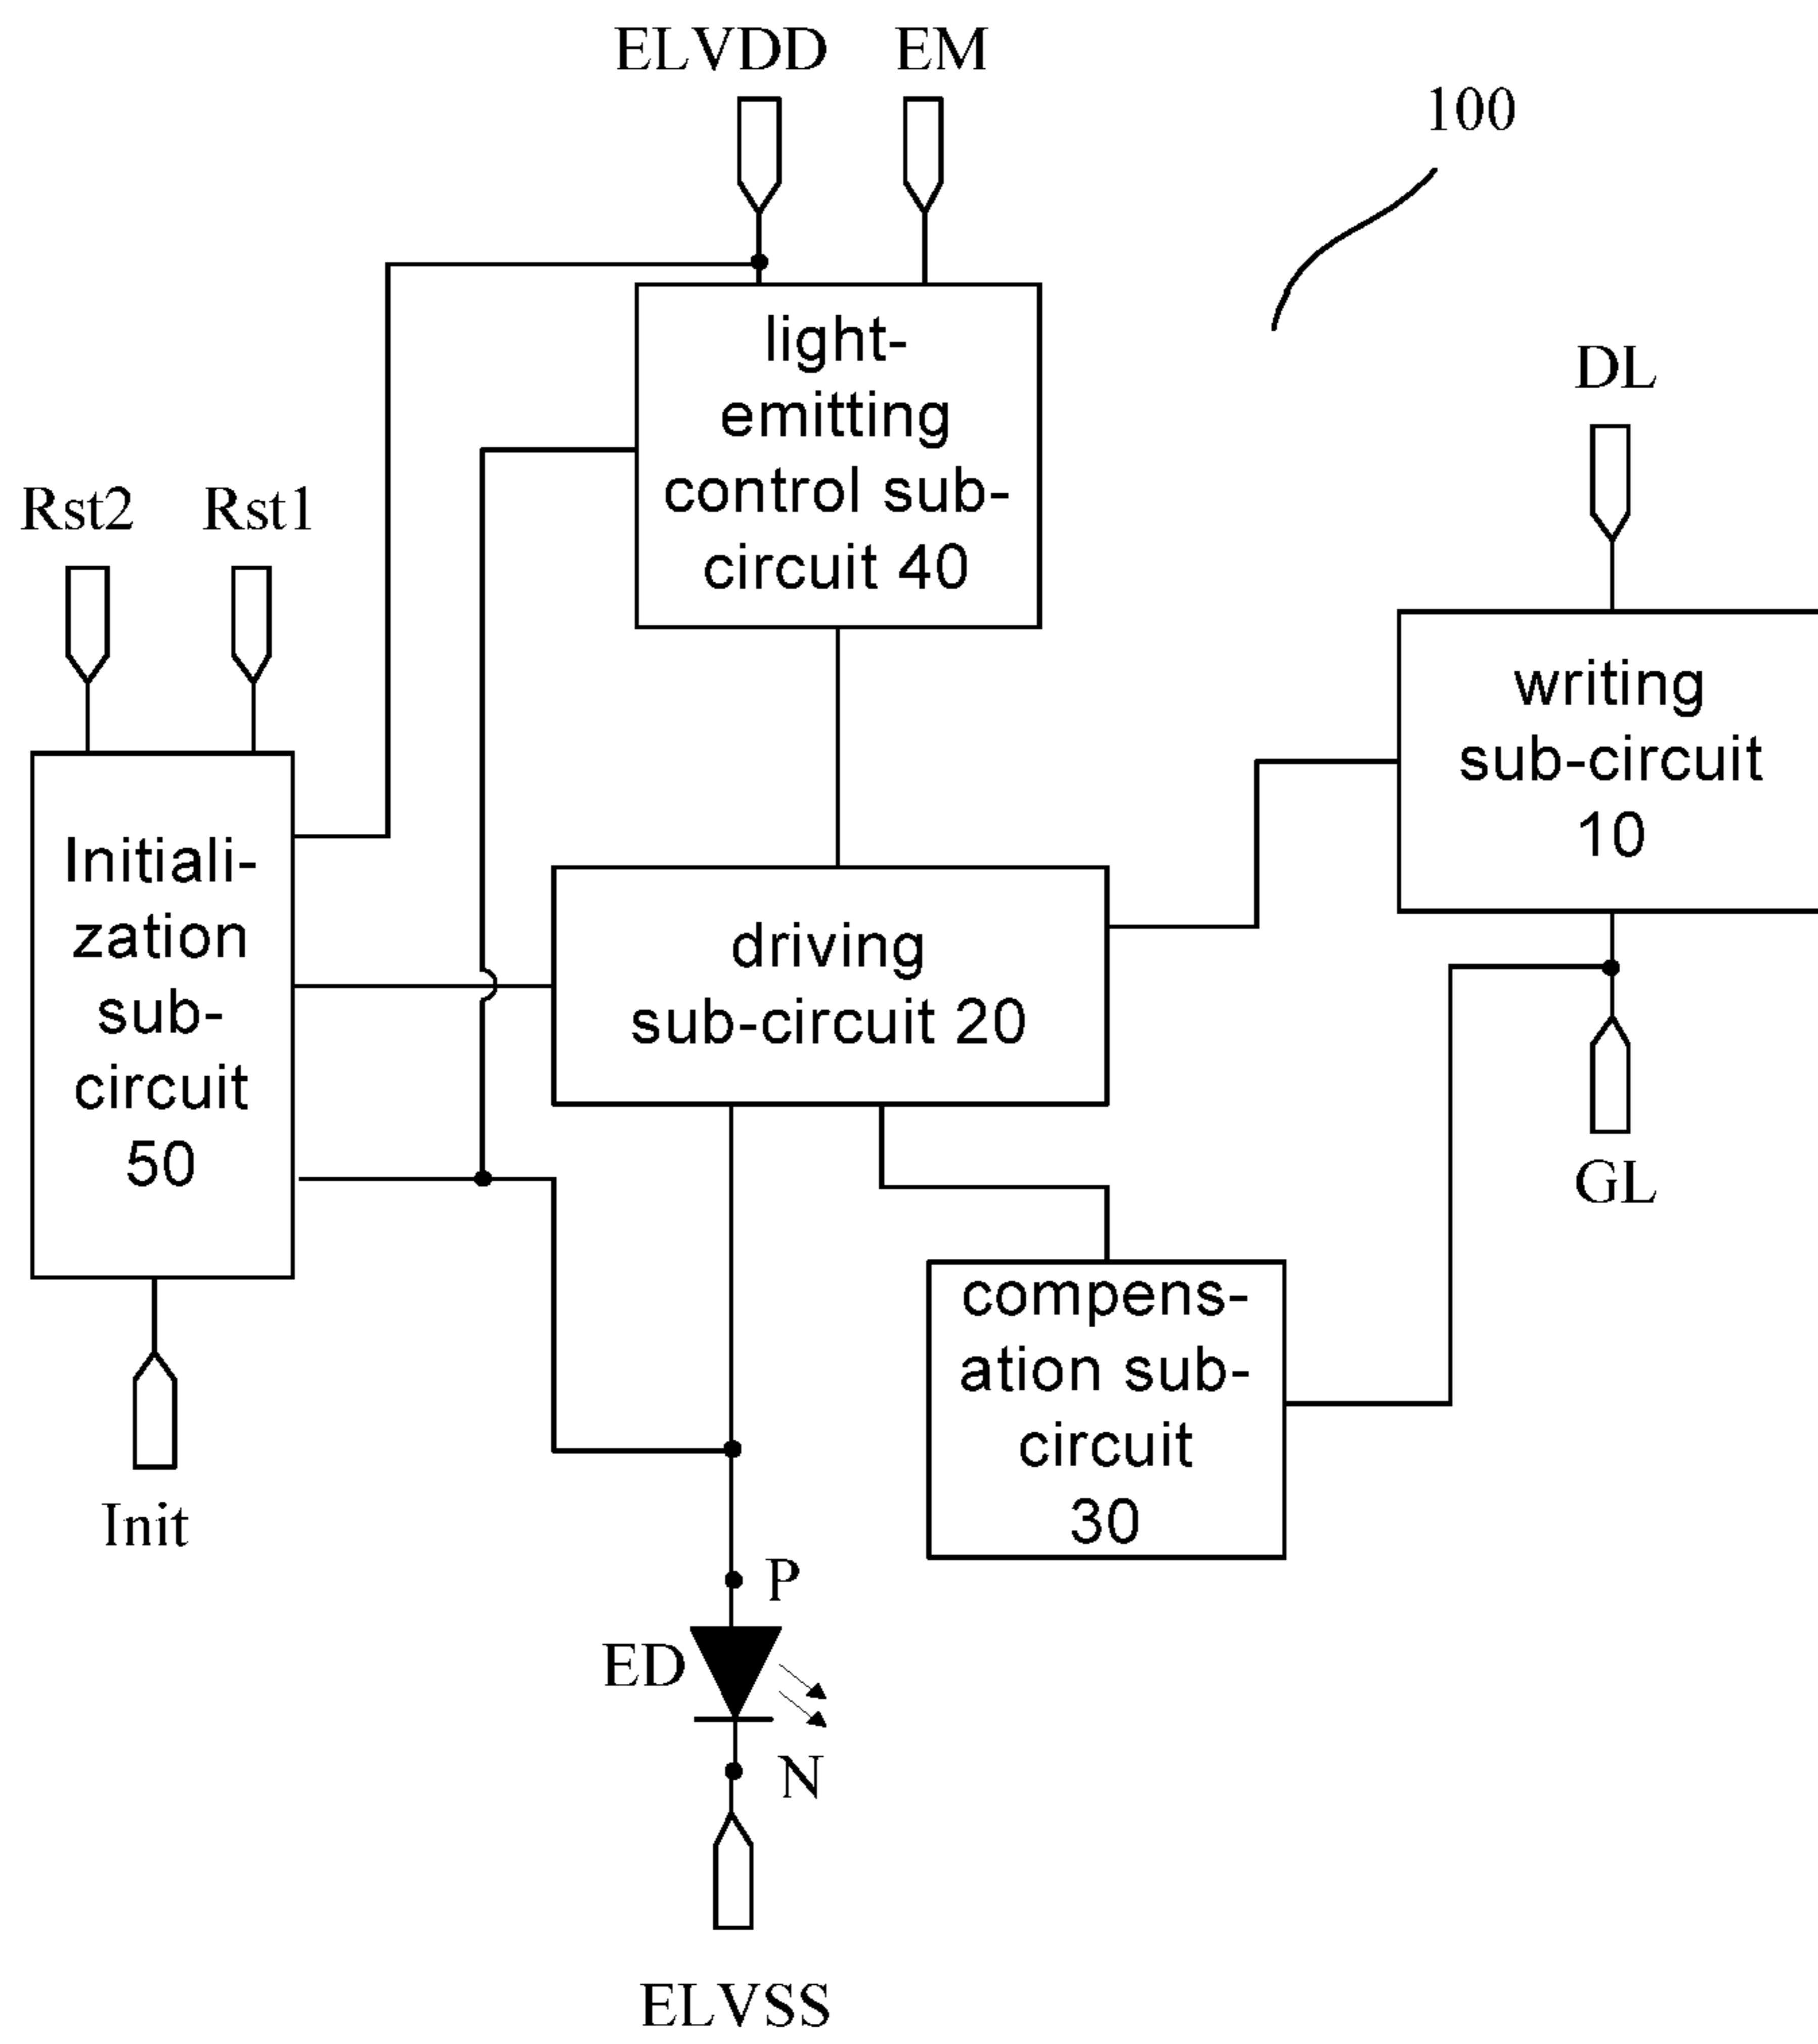 ELVDD EM
100
light-
emitting
control sub-
circuit 40
DL
Rst2 Rst1
writing
sub-circuit
10
Initiali-
zation
sub-
circuit
50
driving
sub-circuit 20
GL
compens-
ation sub-
circuit
30
Init
P
ED
N
ELVSS